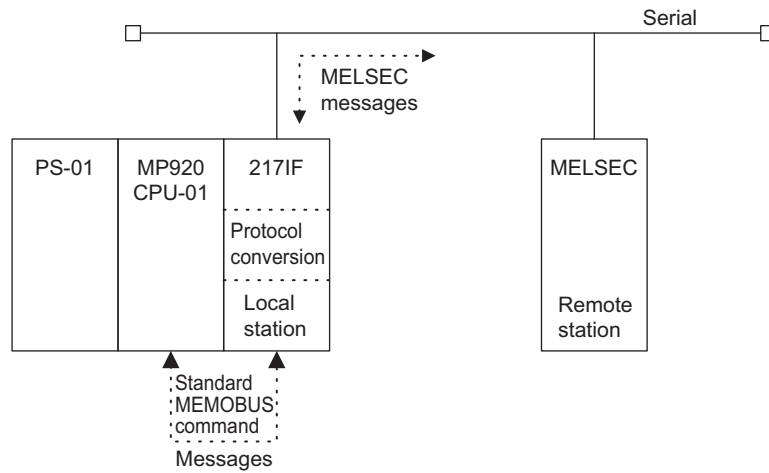 Serial
MELSEC
messages
PS-01
MP920
CPU-01
217IF
MELSEC
Protocol
conversion
Local
station
Remote
station
Standard
MEMOBUS
command
Messages